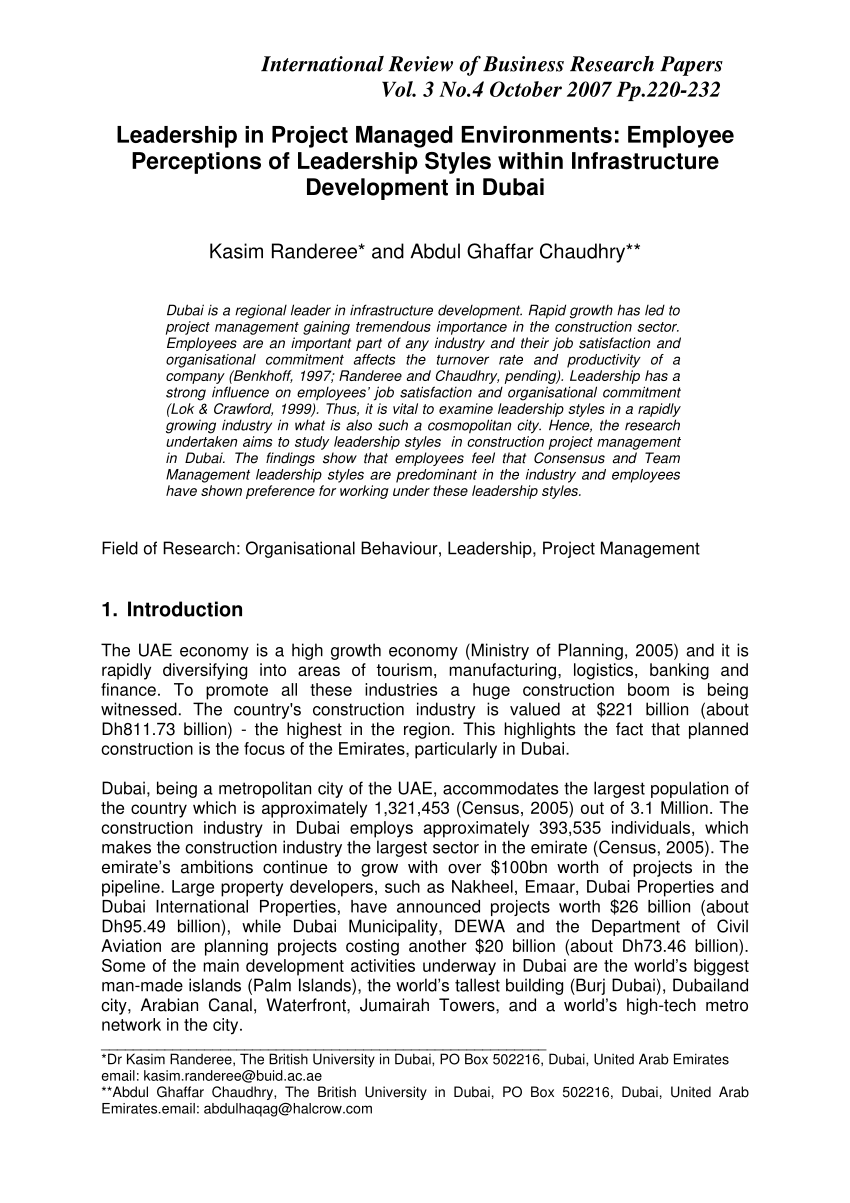 International Review of Business Research Papers
Vol. 3 No.4 October 2007 Pp.220-232
Leadership in Project Managed Environments: Employee
Perceptions of Leadership Styles within Infrastructure
Development in Dubai
Kasim Randeree* and Abdul Ghaffar Chaudhry**
Dubai is a regional leader in infrastructure development. Rapid growth has led to
project management gaining tremendous importance in the construction sector.
Employees are an important part of any industry and their job satisfaction and
organisational commitment affects the turnover rate and productivity of a
company (Benkhoff, 1997; Randeree and Chaudhry, pending). Leadership has a
strong influence on employees' job satisfaction and organisational commitment
(Lok & Crawford, 1999). Thus, it is vital to examine leadership styles in a rapidly
growing industry in what is also such a cosmopolitan city. Hence, the research
undertaken aims to study leadership styles in construction project management
in Dubai. The findings show that employees feel that Consensus and Team
Management leadership styles are predominant in the industry and employees
have shown preference for working under these leadership styles.
Field of Research: Organisational Behaviour, Leadership, Project Management
1. Introduction
The UAE economy is a high growth economy (Ministry of Planning, 2005) and it is
rapidly diversifying into areas of tourism, manufacturing, logistics, banking and
finance. To promote all these industries a huge construction boom is being
witnessed. The country's construction industry is valued at $221 billion (about
Dh811.73 billion) - the highest in the region. This highlights the fact that planned
construction is the focus of the Emirates, particularly in Dubai.
Dubai, being a metropolitan city of the UAE, accommodates the largest population of
the country which is approximately 1,321,453 (Census, 2005) out of 3.1 Million. The
construction industry in Dubai employs approximately 393,535 individuals, which
makes the construction industry the largest sector in the emirate (Census, 2005). The
emirate's ambitions continue to grow with over $100bn worth of projects in the
pipeline. Large property developers, such as Nakheel, Emaar, Dubai Properties and
Dubai International Properties, have announced projects worth $26 billion (about
Dh95.49 billion), while Dubai Municipality, DEWA and the Department of Civil
Aviation are planning projects costing another $20 billion (about Dh73.46 billion).
Some of the main development activities underway in Dubai are the world's biggest
man-made islands (Palm Islands), the world's tallest building (Burj Dubai), Dubailand
city, Arabian Canal, Waterfront, Jumairah Towers, and a world's high-tech metro
network in the city.
*Dr Kasim Randeree, The British University in Dubai, PO Box 502216, Dubai, United Arab Emirates
email: kasim.randeree@buid.ac.ae
**Abdul Ghaffar Chaudhry, The British University in Dubai, PO Box 502216, Dubai, United Arab
Emirates.email: abdulhaqag@halcrow.com